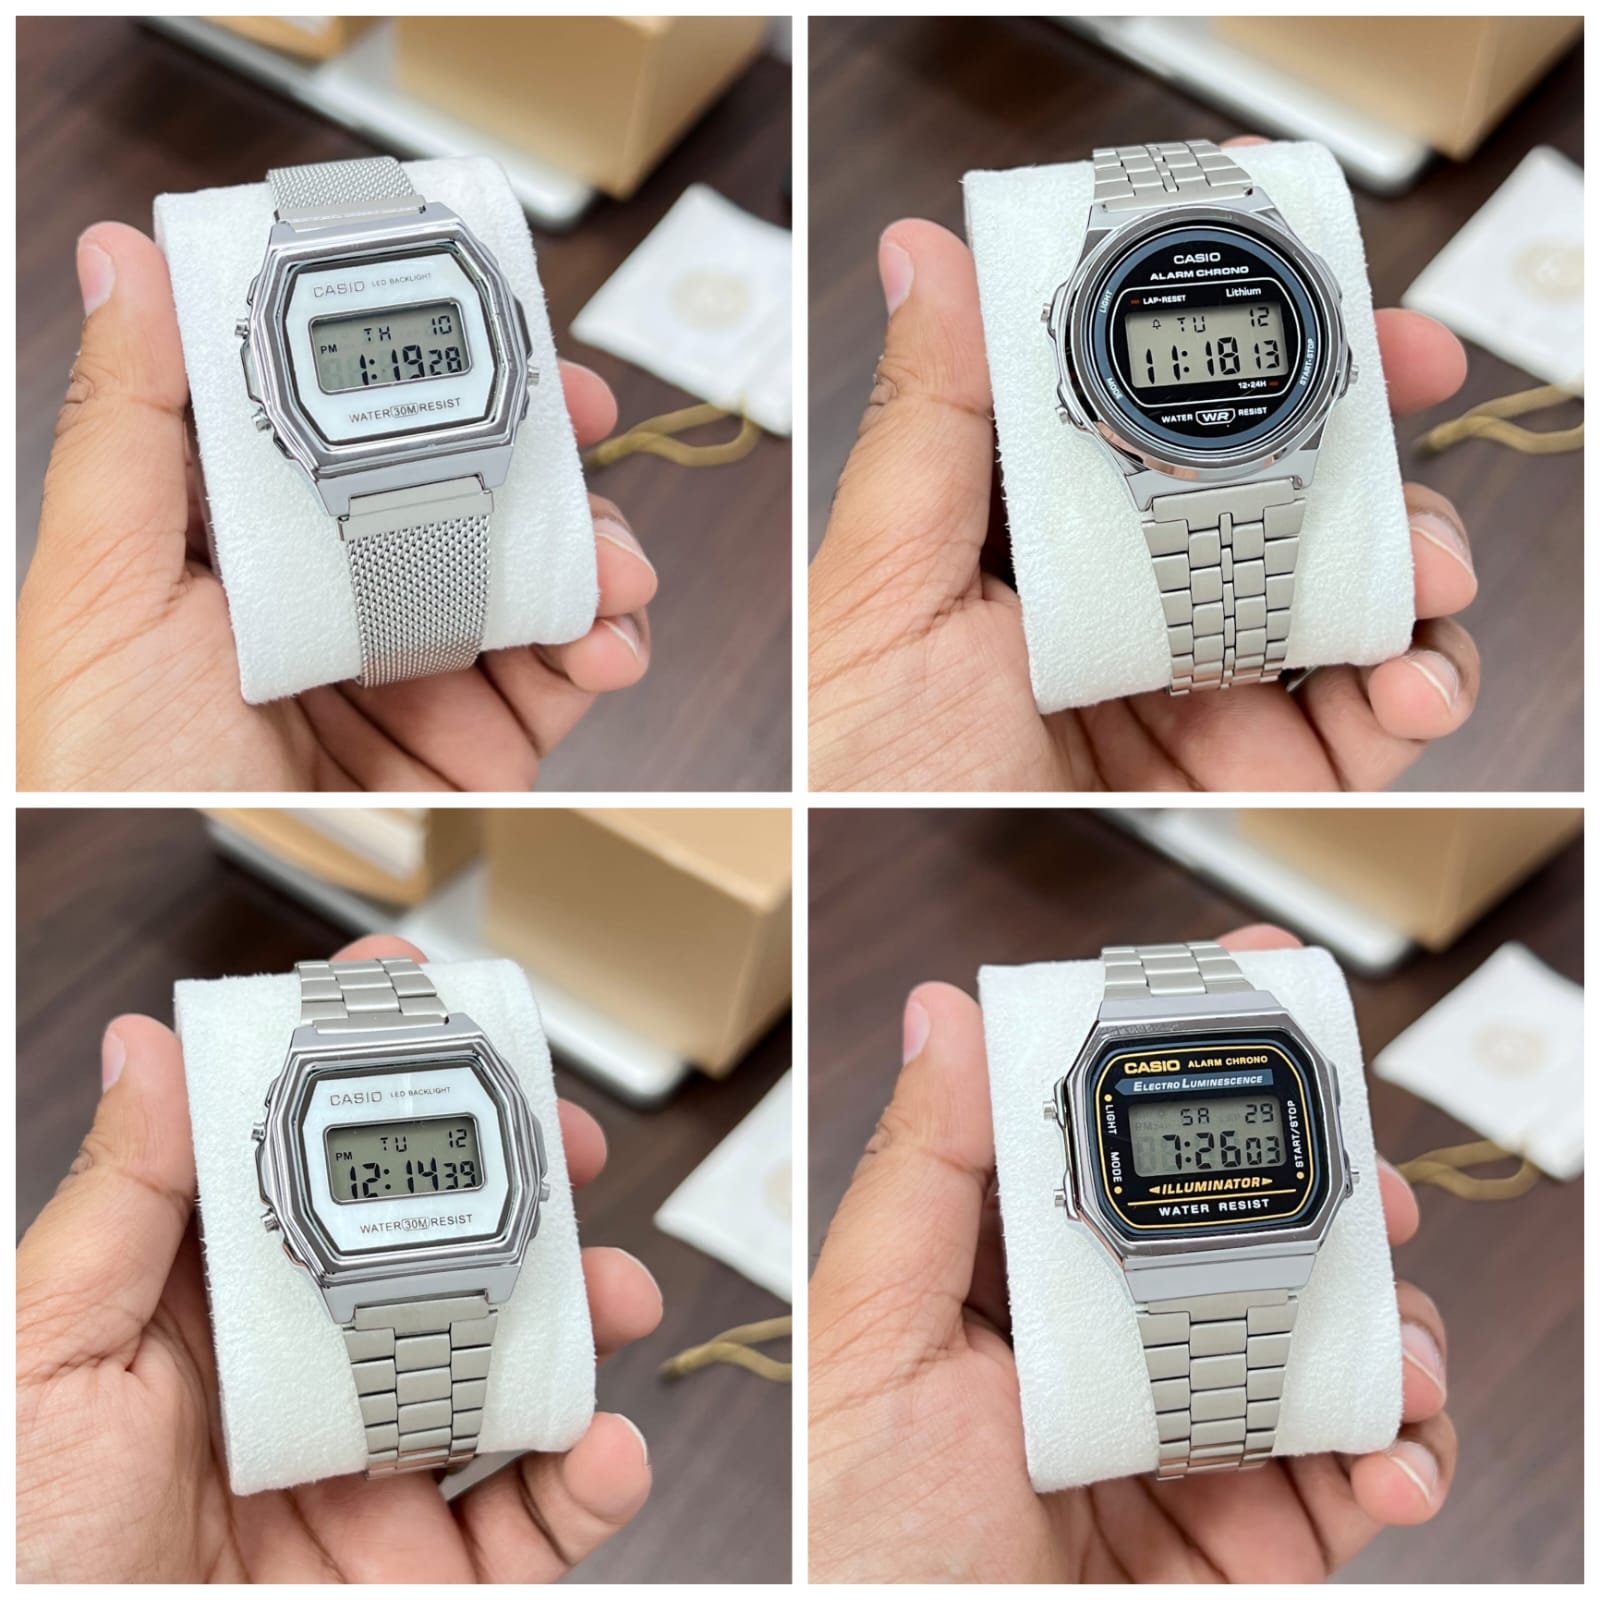 CASIO LED BACKLIGHT
TH 10
PM 1:19 28
WATER 30M RESIST
CASIO
ALARM CHRONO
LAP-RESET Lithium
LIGHT
TU 12
11:18 13
MODE
START-STOP
12-24H
WATER WR RESIST
CASIO LED BACKLIGHT
TU 12
PM 12:14 39
WATER 30M RESIST
CASIO ALARM CHRONO
ELECTRO LUMINESCENCE
LIGHT
SA 29
7:26 03
MODE
START/STOP
ILLUMINATOR
WATER RESIST